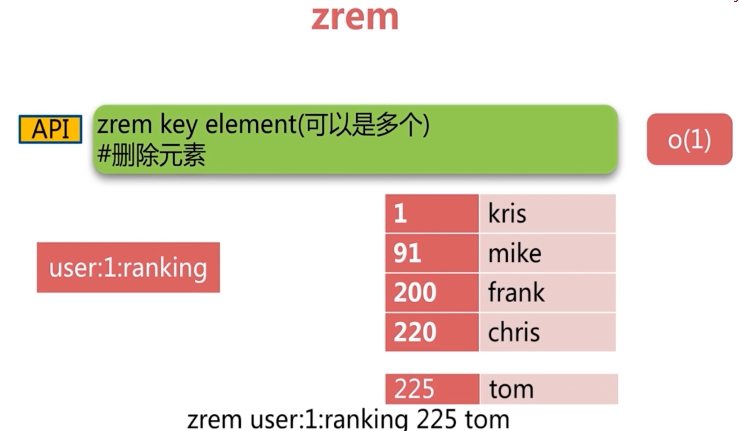 zrem
API
zrem key element(可以是多个)
#删除元素
o(1)
user:1:ranking
1 kris
91 mike
200 frank
220 chris
225 tom
zrem user:1:ranking 225 tom